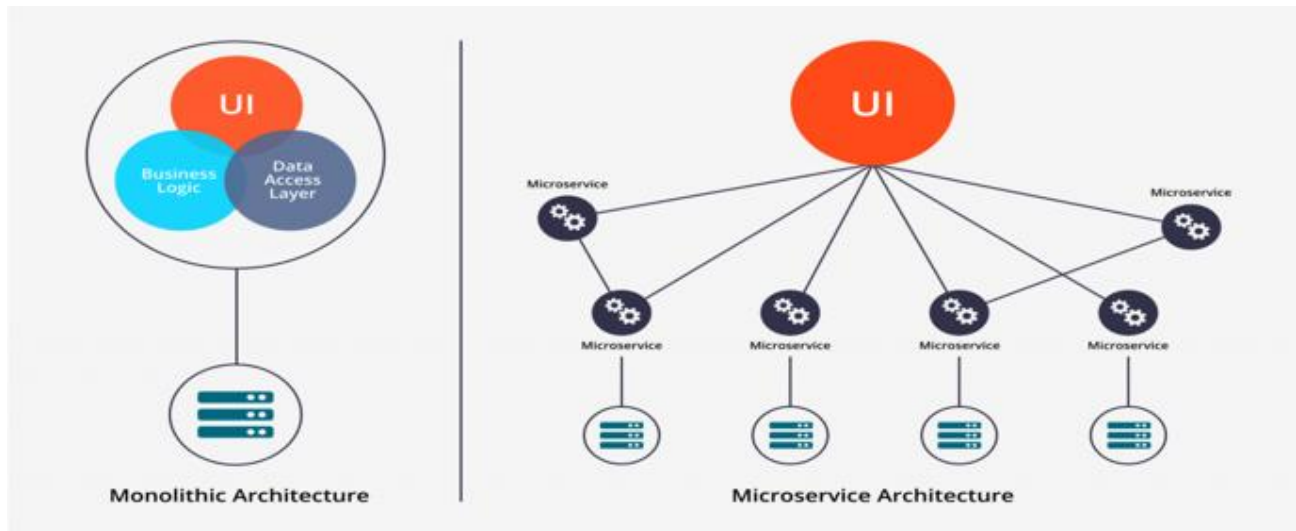 UI
Business
Logic
Data
Access
Layer
Monolithic Architecture
UI
Microservice
Microservice
Microservice
Microservice
Microservice
Microservice
Microservice Architecture